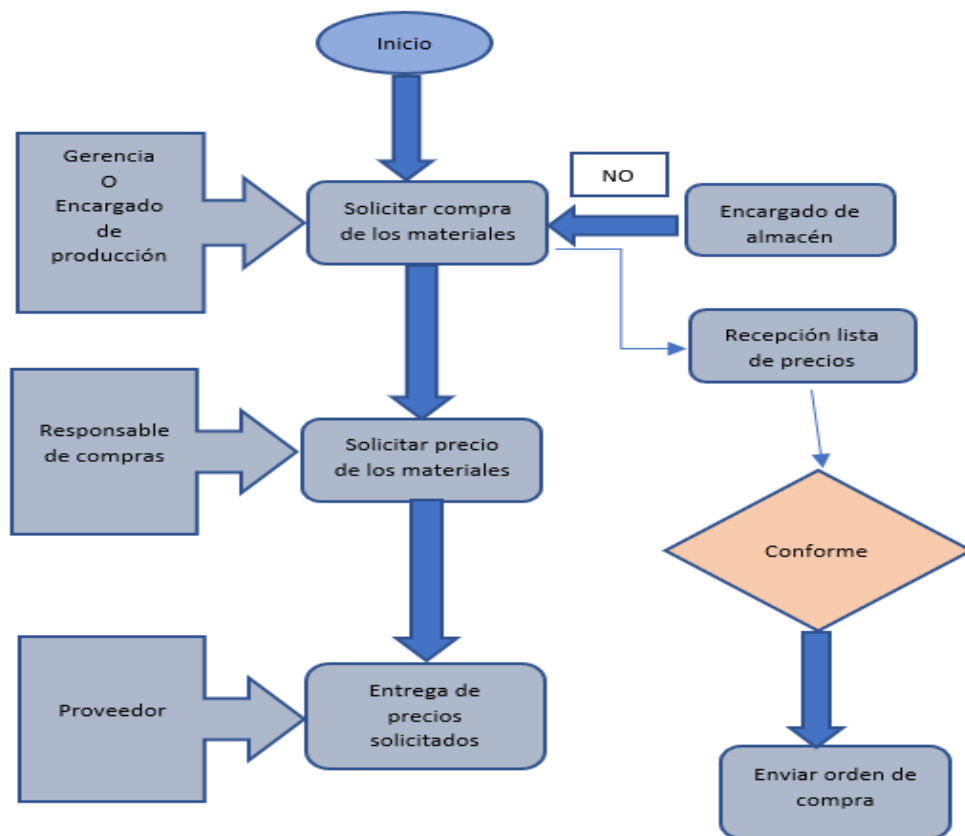 Inicio
Gerencia
O
Encargado
de
producción
Solicitar compra
de los materiales
NO
Encargado de
almacén
Recepción lista
de precios
Responsable
de compras
Solicitar precio
de los materiales
Conforme
Proveedor
Entrega de
precios
solicitados
Enviar orden de
compra